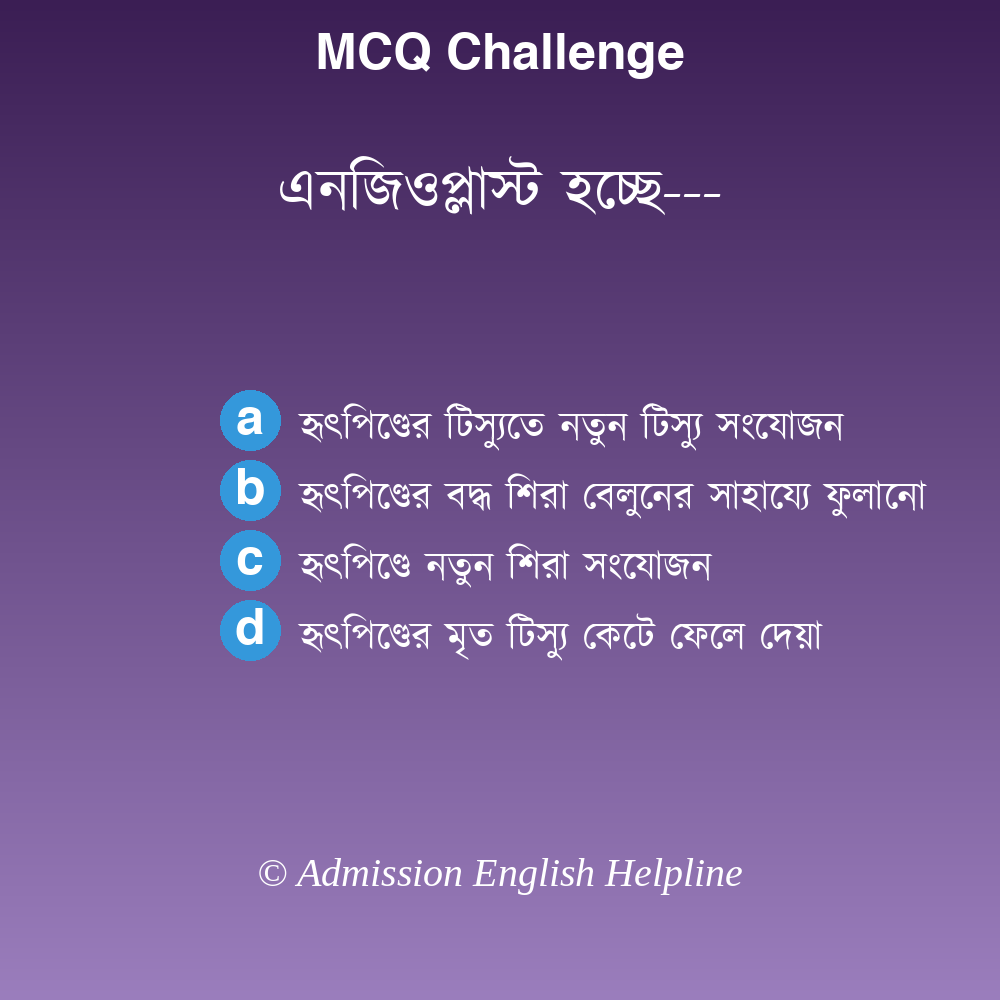 MCQ Challenge
এনজিওপ্লাস্ট হচ্ছে---
a হৃৎপিণ্ডের টিস্যুতে নতুন টিস্যু সংযোজন
b হৃৎপিণ্ডের বদ্ধ শিরা বেলুনের সাহায্যে ফুলানো
c হৃৎপিণ্ডে নতুন শিরা সংযোজন
d হৃৎপিণ্ডের মৃত টিস্যু কেটে ফেলে দেয়া
© Admission English Helpline